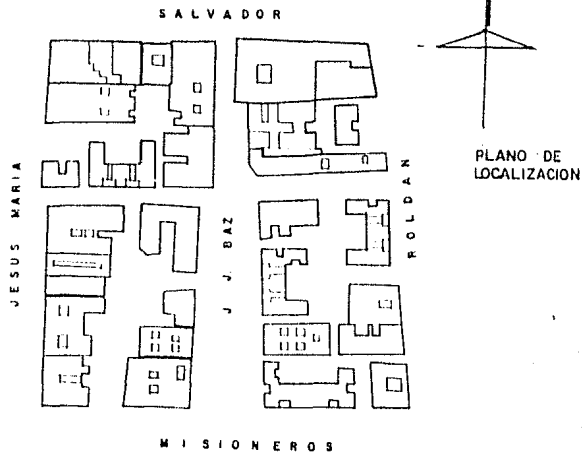 SALVADOR
PLANO DE
LOCALIZACION
JESUS MARIA
J. J. BAZ
ROLDAN
MISIONEROS